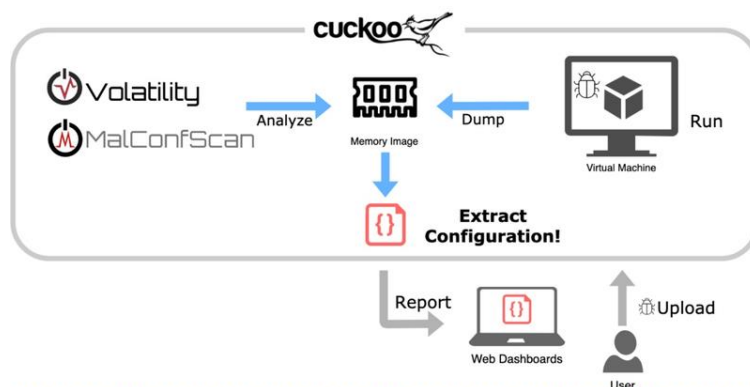 cuckoo
Volatility
MalConfScan
Analyze
Memory Image
Dump
Run
Virtual Machine
{}
Extract
Configuration!
Report
{}
Web Dashboards
Upload
User